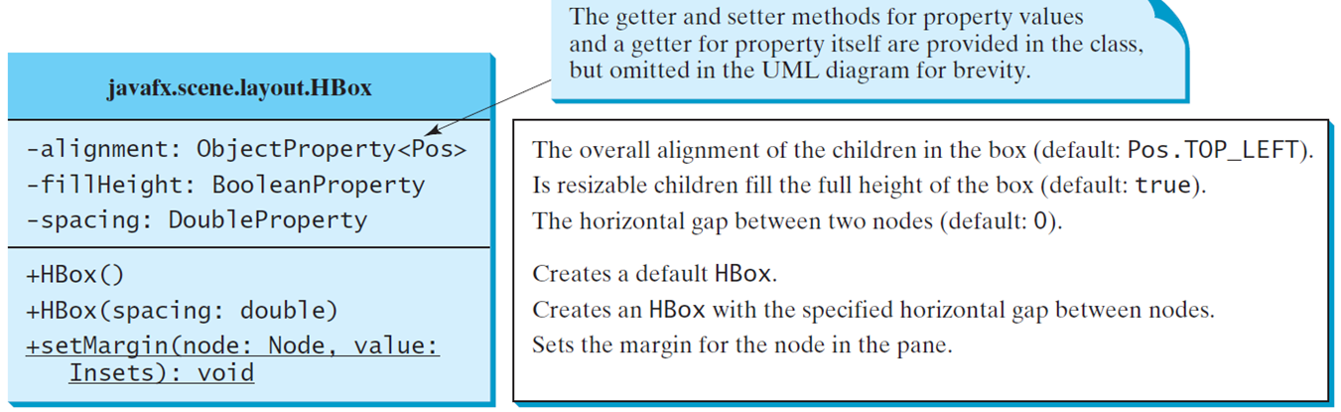 The getter and setter methods for property values
and a getter for property itself are provided in the class,
but omitted in the UML diagram for brevity.
javafx.scene.layout.HBox
-alignment: ObjectProperty<Pos>
-fillHeight: BooleanProperty
-spacing: DoubleProperty
The overall alignment of the children in the box (default: Pos.TOP_LEFT).
Is resizable children fill the full height of the box (default: true).
The horizontal gap between two nodes (default: 0).
+HBox()
+HBox(spacing: double)
+setMargin(node: Node, value:
Insets): void
Creates a default HBox.
Creates an HBox with the specified horizontal gap between nodes.
Sets the margin for the node in the pane.